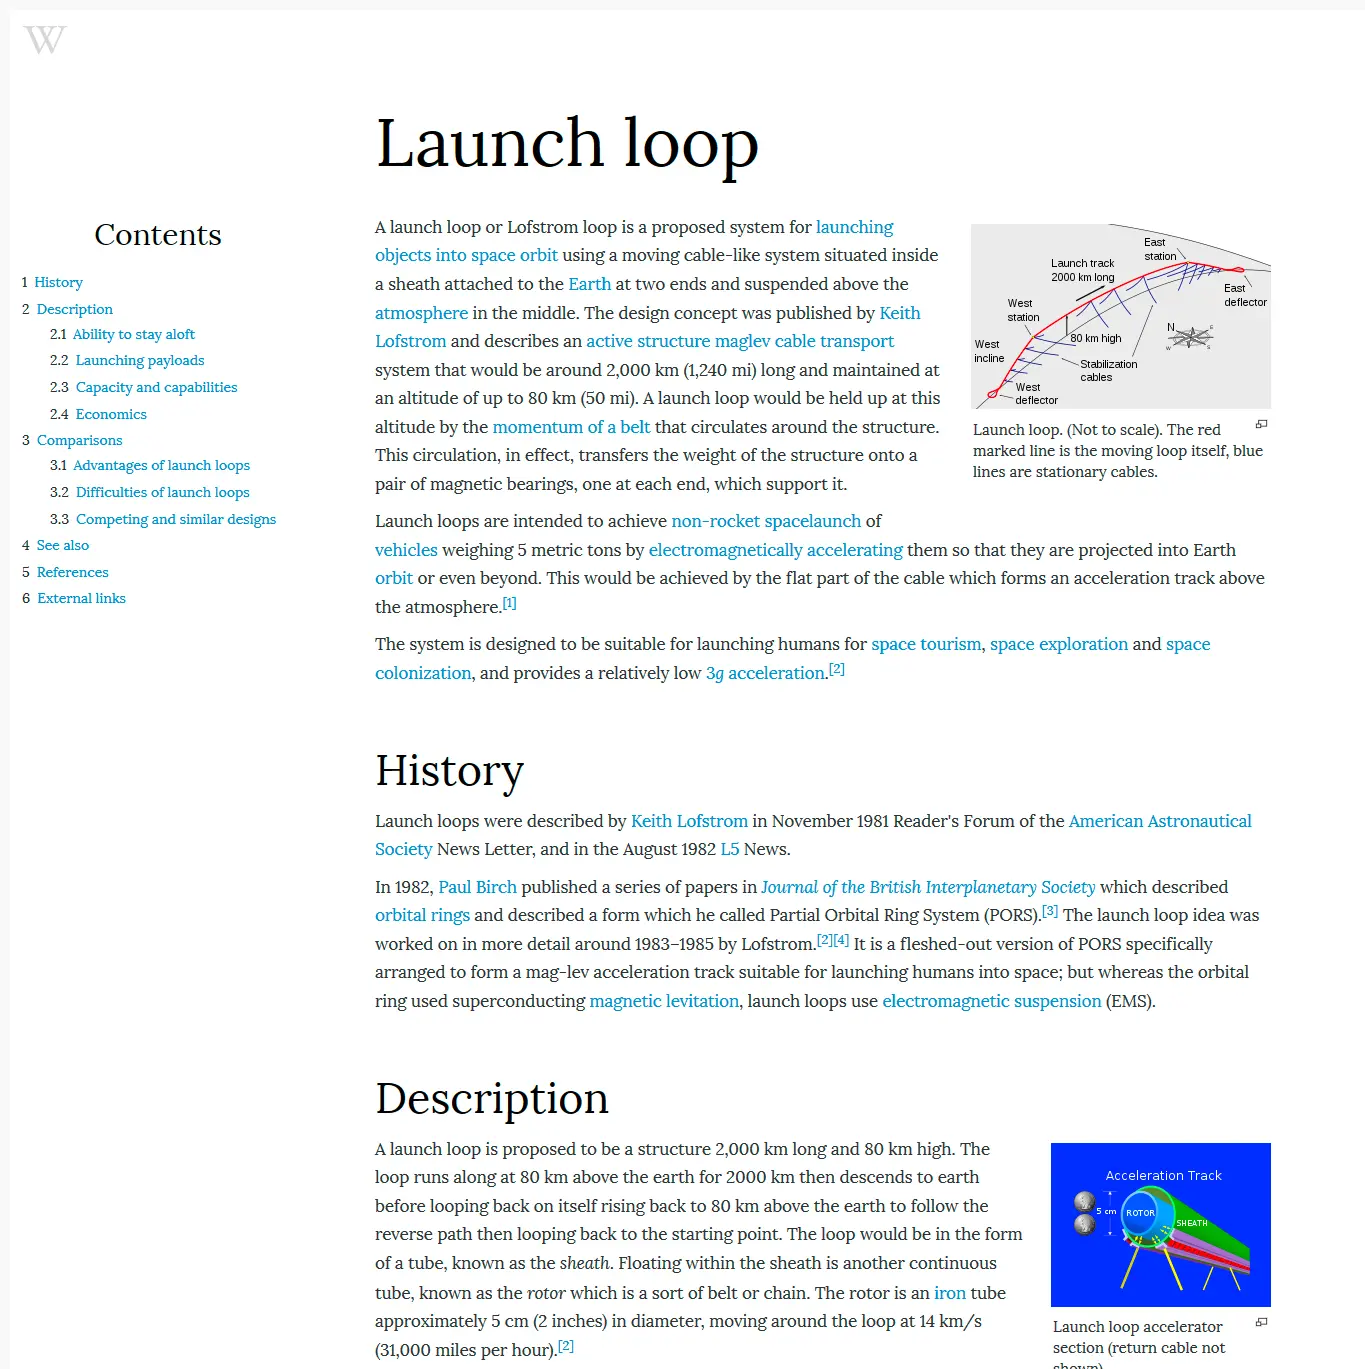 W
Launch loop
Contents
1 History
2 Description
2.1 Ability to stay aloft
2.2 Launching payloads
2.3 Capacity and capabilities
2.4 Economics
3 Comparisons
3.1 Advantages of launch loops
3.2 Difficulties of launch loops
3.3 Competing and similar designs
4 See also
5 References
6 External links
A launch loop or Lofstrom loop is a proposed system for launching
objects into space orbit using a moving cable-like system situated inside
a sheath attached to the Earth at two ends and suspended above the
atmosphere in the middle. The design concept was published by Keith
Lofstrom and describes an active structure maglev cable transport
system that would be around 2,000 km (1,240 mi) long and maintained at
an altitude of up to 80 km (50 mi). A launch loop would be held up at this
altitude by the momentum of a belt that circulates around the structure.
This circulation, in effect, transfers the weight of the structure onto a
pair of magnetic bearings, one at each end, which support it.
East
station
Launch track
2000 km long
East
deflector
West
station
N
E
W
S
80 km high
West
incline
Stabilization
cables
West
deflector
Launch loop. (Not to scale). The red
marked line is the moving loop itself, blue
lines are stationary cables.
Launch loops are intended to achieve non-rocket spacelaunch of
vehicles weighing 5 metric tons by electromagnetically accelerating them so that they are projected into Earth
orbit or even beyond. This would be achieved by the flat part of the cable which forms an acceleration track above
the atmosphere.[1]
The system is designed to be suitable for launching humans for space tourism, space exploration and space
colonization, and provides a relatively low 3g acceleration.[2]
History
Launch loops were described by Keith Lofstrom in November 1981 Reader's Forum of the American Astronautical
Society News Letter, and in the August 1982 L5 News.
In 1982, Paul Birch published a series of papers in Journal of the British Interplanetary Society which described
orbital rings and described a form which he called Partial Orbital Ring System (PORS).[3] The launch loop idea was
worked on in more detail around 1983–1985 by Lofstrom.[2][4] It is a fleshed-out version of PORS specifically
arranged to form a mag-lev acceleration track suitable for launching humans into space; but whereas the orbital
ring used superconducting magnetic levitation, launch loops use electromagnetic suspension (EMS).
Description
A launch loop is proposed to be a structure 2,000 km long and 80 km high. The
loop runs along at 80 km above the earth for 2000 km then descends to earth
before looping back on itself rising back to 80 km above the earth to follow the
reverse path then looping back to the starting point. The loop would be in the form
of a tube, known as the sheath. Floating within the sheath is another continuous
tube, known as the rotor which is a sort of belt or chain. The rotor is an iron tube
approximately 5 cm (2 inches) in diameter, moving around the loop at 14 km/s
(31,000 miles per hour).[2]
Acceleration Track
5 cm
ROTOR
SHEATH
Launch loop accelerator
section (return cable not
shown)